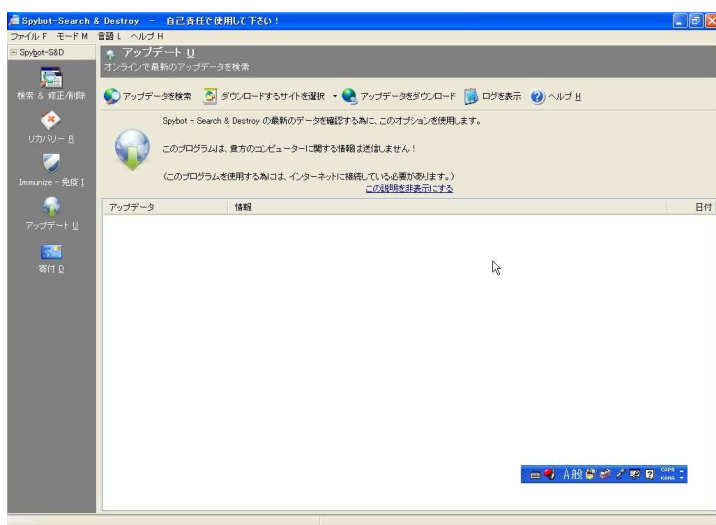 Spybot-Search & Destroy － 自己責任で使用して下さい！
ファイル F モード M 言語 L ヘルプ H
Spybot-S&D
アップデート U
オンラインで最新のアップデータを検索
検索 & 修正/削除
アップデータを検索 ダウンロードするサイトを選択 アップデータをダウンロード ログを表示 ヘルプ H
リカバリー R
Spybot - Search & Destroy の最新のデータを確認する為に、このオプションを使用します。
このプログラムは、貴方のコンピューターに関する情報は送信しません！
Immunize - 免疫 I
(このプログラムを使用する為には、インターネットに接続している必要があります。)
この説明を非表示にする
アップデート U
アップデータ 情報 日付
寄付 D
A 般 CAPS
KANA